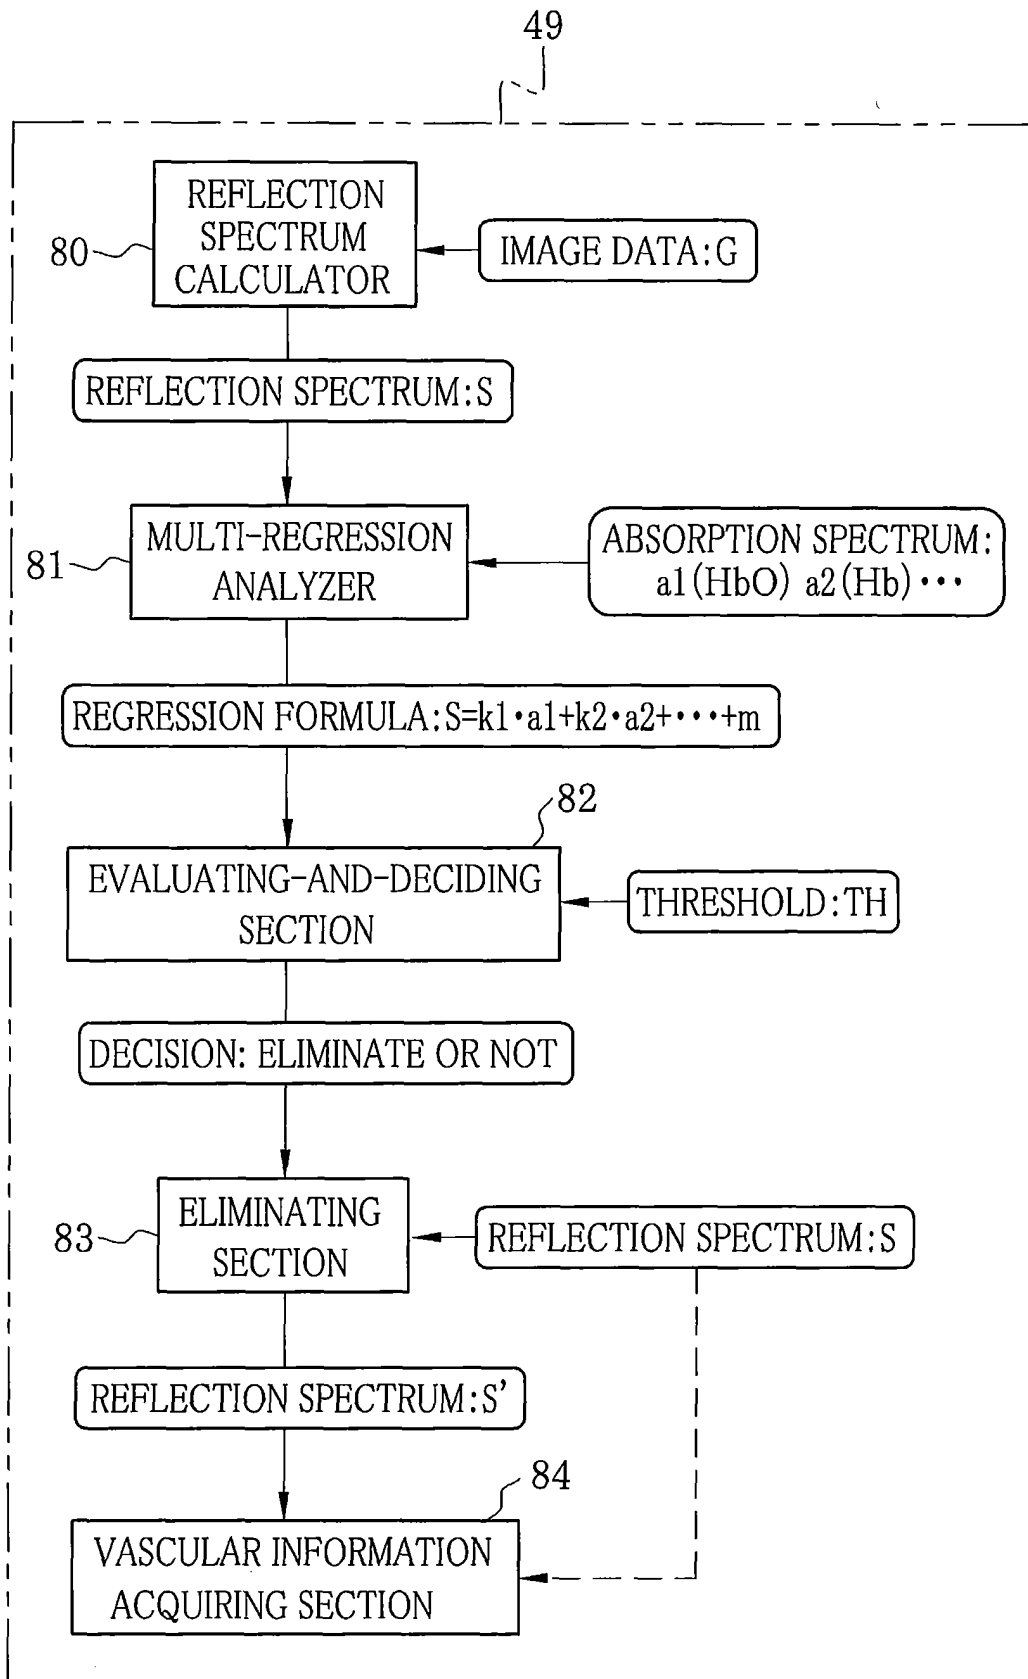 49
REFLECTION
SPECTRUM
CALCULATOR
80
IMAGE DATA:G
REFLECTION SPECTRUM:S
MULTI-REGRESSION
ANALYZER
81
ABSORPTION SPECTRUM:
a1(HbO) a2(Hb)•••
REGRESSION FORMULA:S=k1•a1+k2•a2+•••+m
82
EVALUATING-AND-DECIDING
SECTION
THRESHOLD:TH
DECISION: ELIMINATE OR NOT
ELIMINATING
SECTION
83
REFLECTION SPECTRUM:S
REFLECTION SPECTRUM:S'
84
VASCULAR INFORMATION
ACQUIRING SECTION